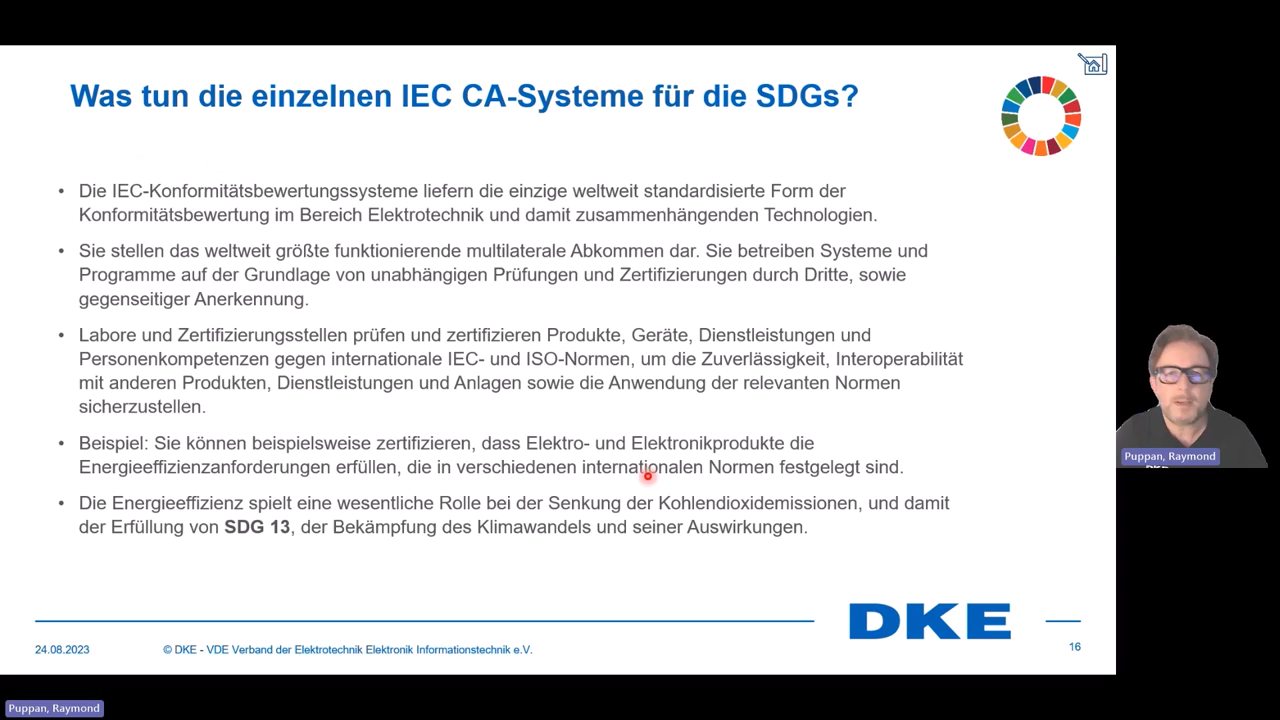 Was tun die einzelnen IEC CA-Systeme für die SDGs?
• Die IEC-Konformitätsbewertungssysteme liefern die einzige weltweit standardisierte Form der
Konformitätsbewertung im Bereich Elektrotechnik und damit zusammenhängenden Technologien.
• Sie stellen das weltweit größte funktionierende multilaterale Abkommen dar. Sie betreiben Systeme und
Programme auf der Grundlage von unabhängigen Prüfungen und Zertifizierungen durch Dritte, sowie
gegenseitiger Anerkennung.
• Labore und Zertifizierungsstellen prüfen und zertifizieren Produkte, Geräte, Dienstleistungen und
Personenkompetenzen gegen internationale IEC- und ISO-Normen, um die Zuverlässigkeit, Interoperabilität
mit anderen Produkten, Dienstleistungen und Anlagen sowie die Anwendung der relevanten Normen
sicherzustellen.
• Beispiel: Sie können beispielsweise zertifizieren, dass Elektro- und Elektronikprodukte die
Energieeffizienzanforderungen erfüllen, die in verschiedenen internationalen Normen festgelegt sind.
• Die Energieeffizienz spielt eine wesentliche Rolle bei der Senkung der Kohlendioxidemissionen, und damit
der Erfüllung von SDG 13, der Bekämpfung des Klimawandels und seiner Auswirkungen.
DKE
24.08.2023
© DKE - VDE Verband der Elektrotechnik Elektronik Informationstechnik e.V.
16
Puppan, Raymond
Puppan, Raymond